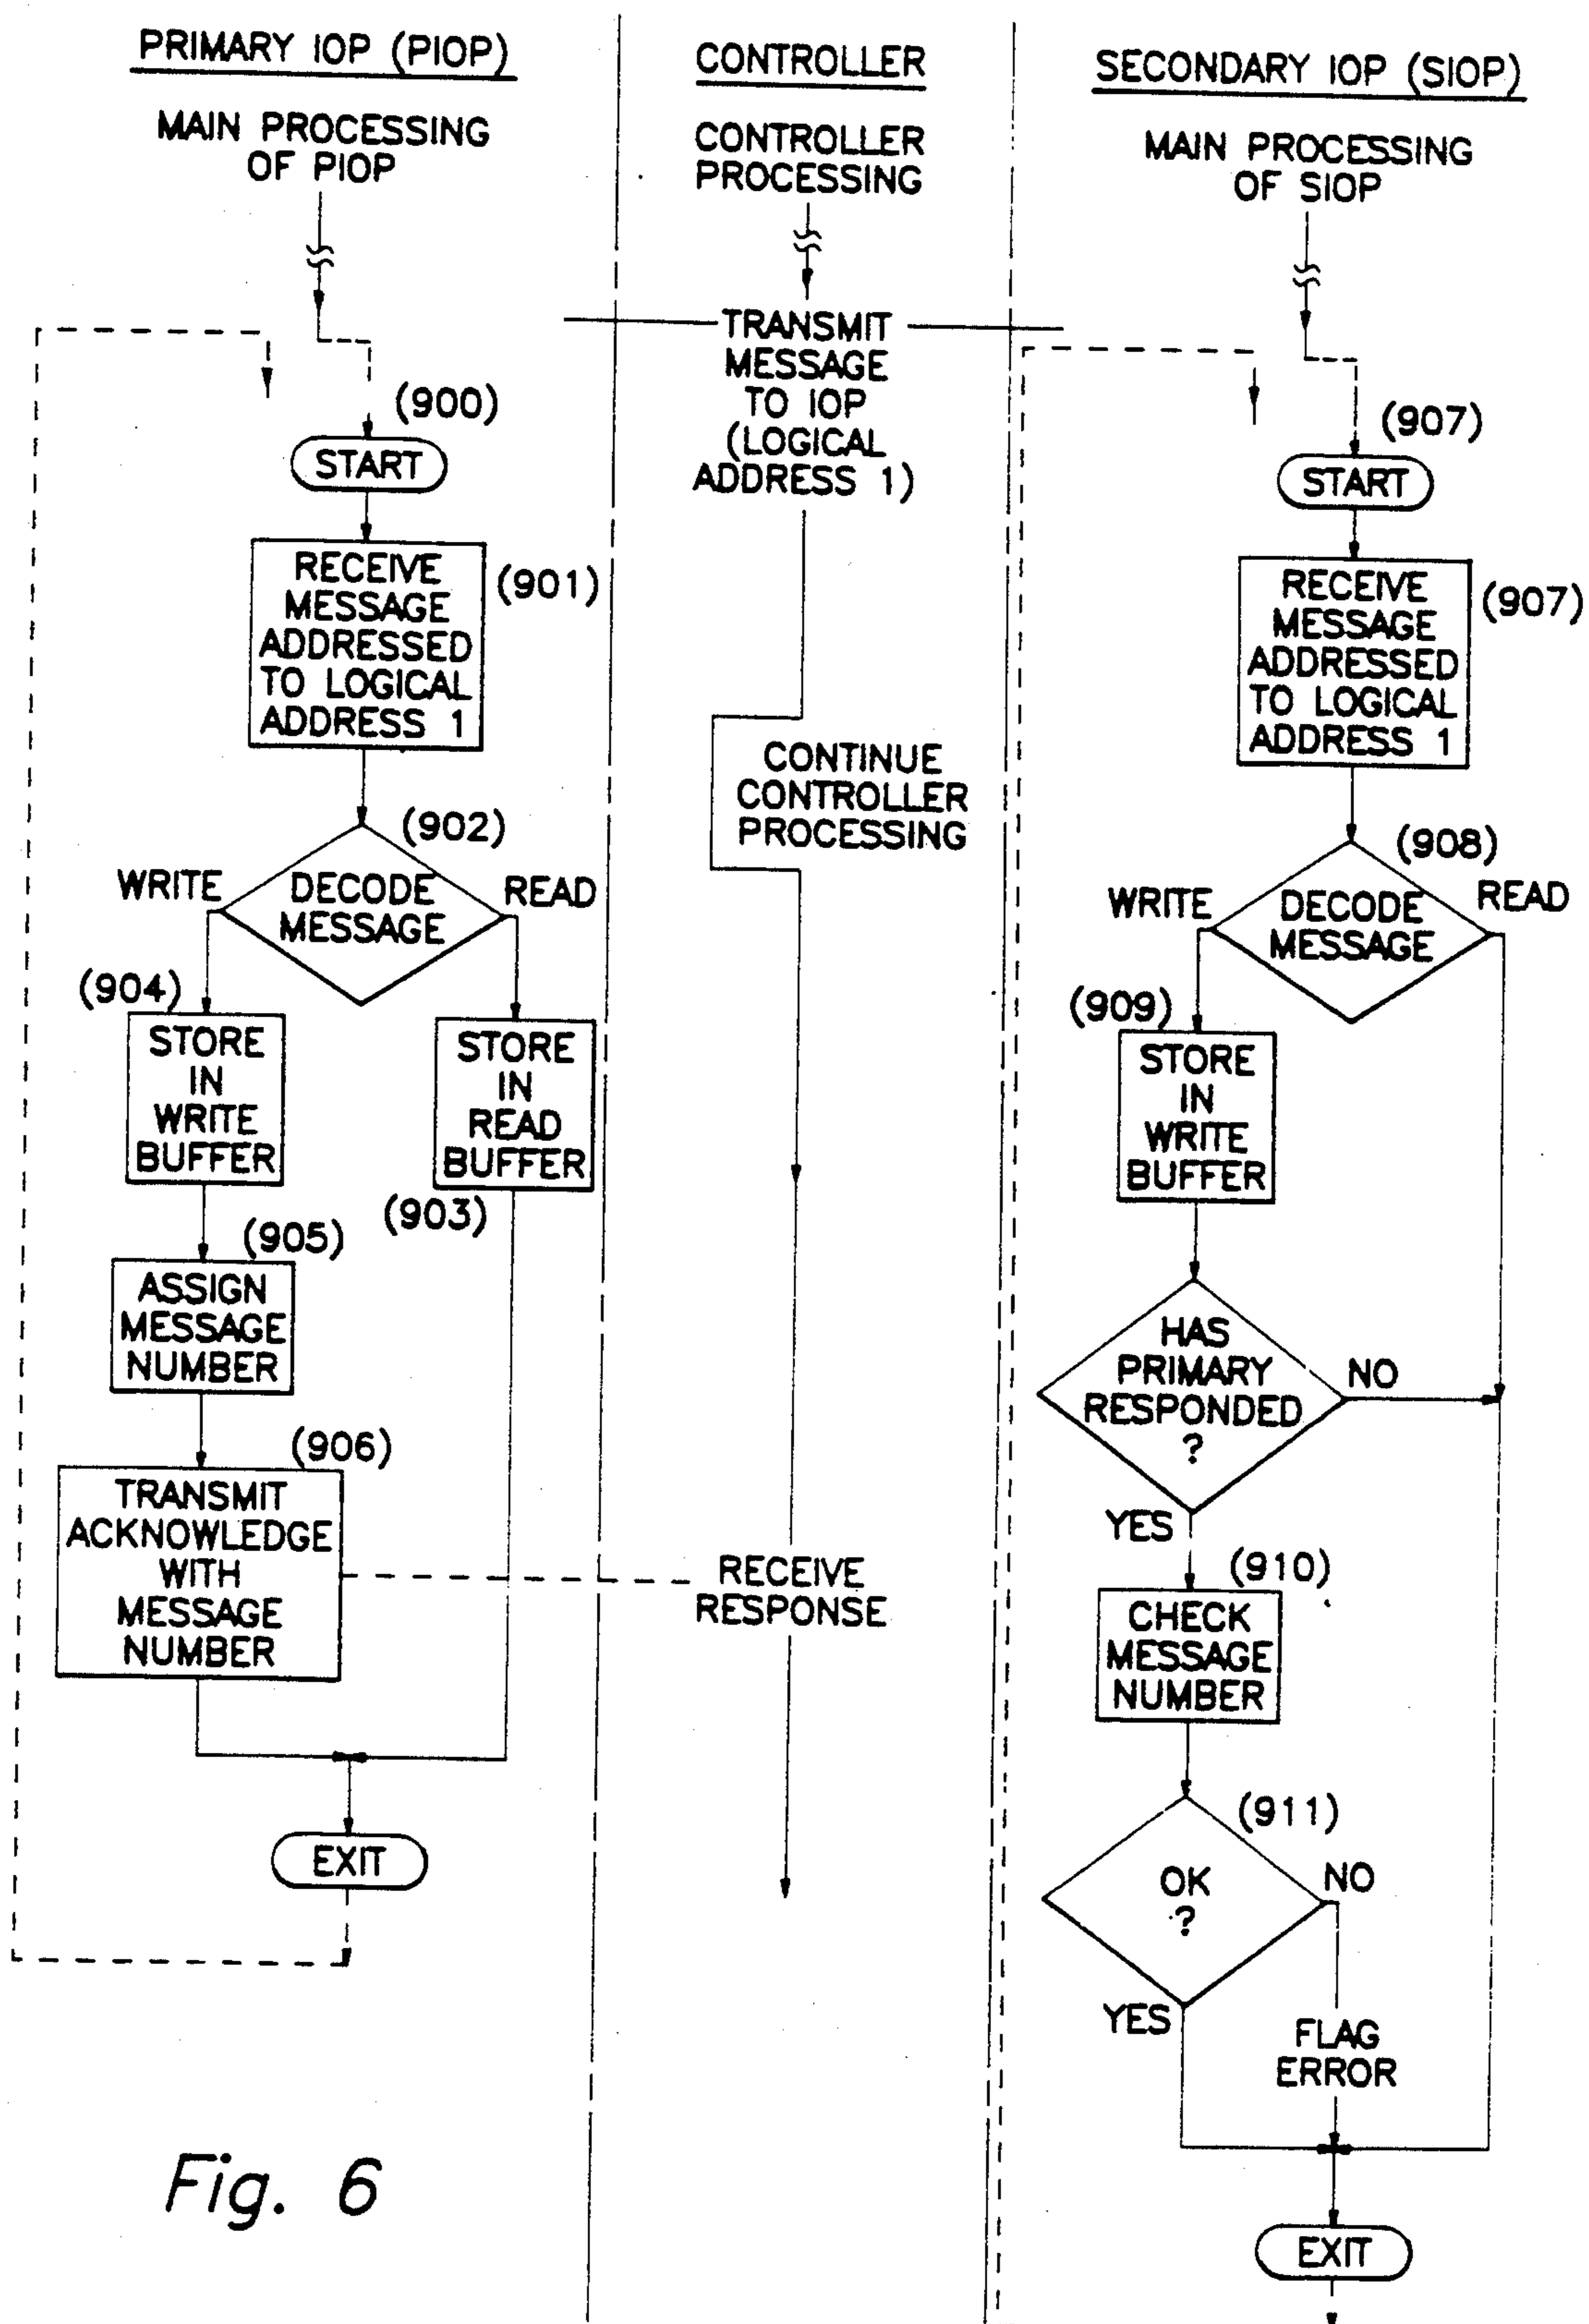 PRIMARY IOP (PIOP)
MAIN PROCESSING
OF PIOP
(900)
START
RECEIVE
MESSAGE
ADDRESSED
TO LOGICAL
ADDRESS 1
(901)
(902)
WRITE
DECODE
MESSAGE
READ
(904)
STORE
IN
WRITE
BUFFER
STORE
IN
READ
BUFFER
(903)
(905)
ASSIGN
MESSAGE
NUMBER
(906)
TRANSMIT
ACKNOWLEDGE
WITH
MESSAGE
NUMBER
EXIT
Fig. 6
CONTROLLER
CONTROLLER
PROCESSING
TRANSMIT
MESSAGE
TO IOP
(LOGICAL
ADDRESS 1)
CONTINUE
CONTROLLER
PROCESSING
RECEIVE
RESPONSE
SECONDARY IOP (SIOP)
MAIN PROCESSING
OF SIOP
(907)
START
RECEIVE
MESSAGE
ADDRESSED
TO LOGICAL
ADDRESS 1
(907)
(908)
WRITE
DECODE
MESSAGE
READ
(909)
STORE
IN
WRITE
BUFFER
HAS
PRIMARY
RESPONDED
?
NO
YES
(910)
CHECK
MESSAGE
NUMBER
(911)
OK
?
NO
YES
FLAG
ERROR
EXIT